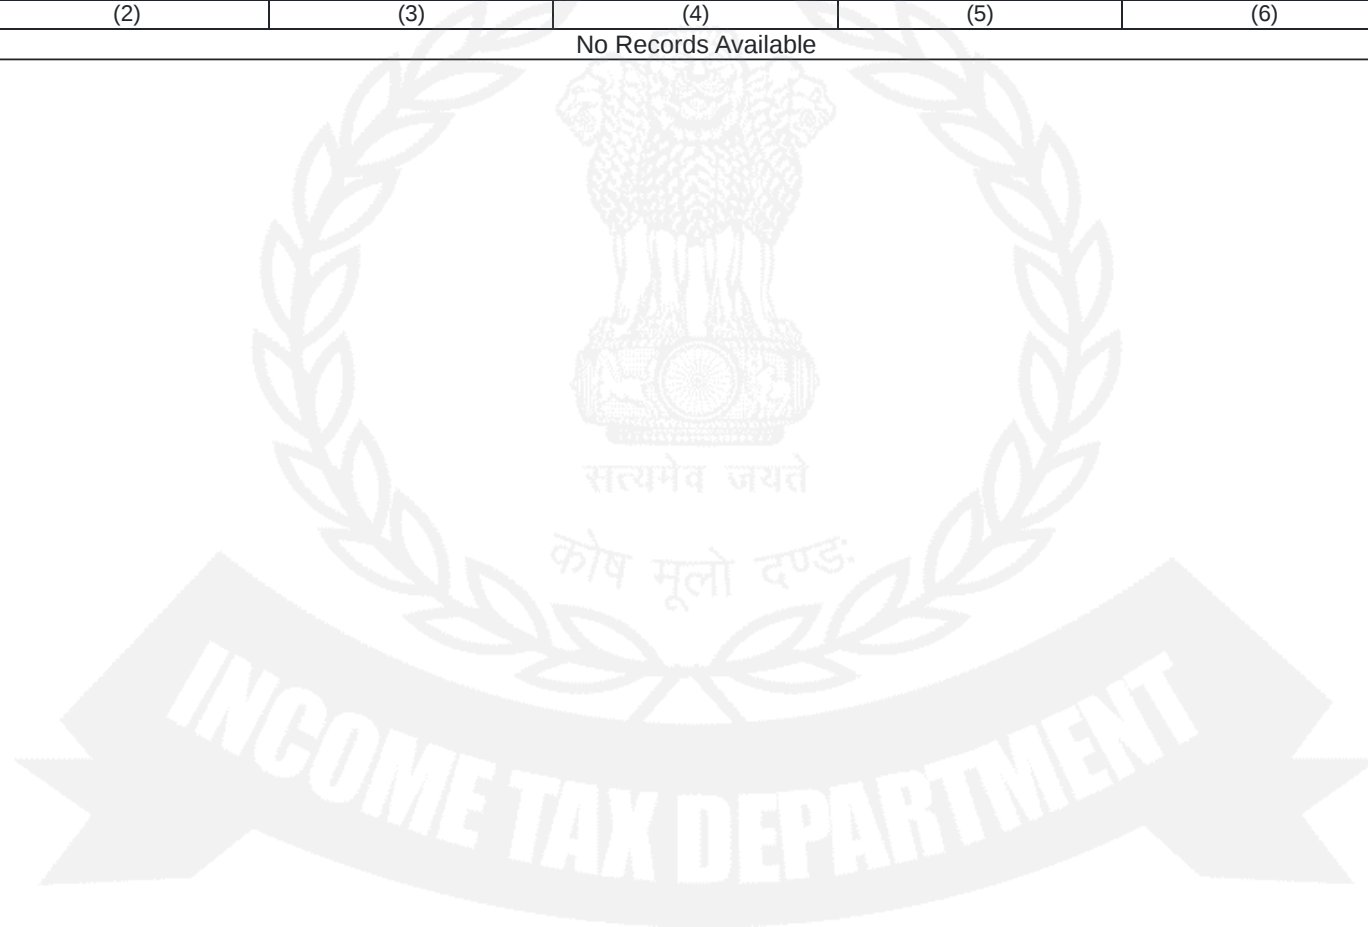 (2) (3) (4) (5) (6)
No Records Available
सत्यमेव जयते
कोष मूलो दण्डः
INCOME TAX DEPARTMENT